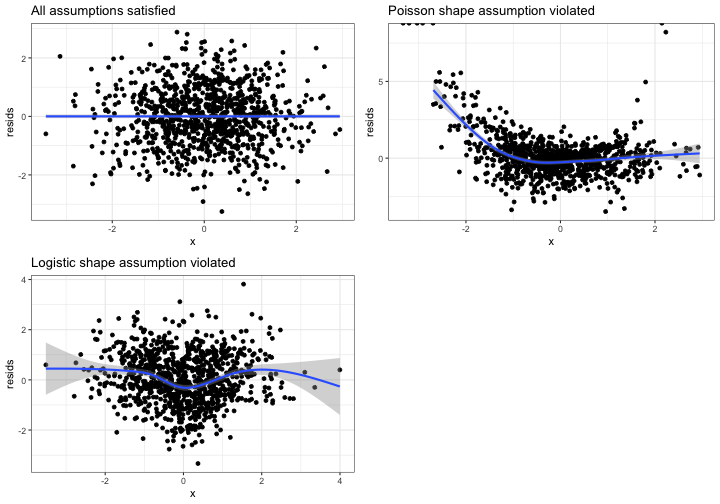 All assumptions satisfied
resids
2
0
-2
-2
0
2
x
Poisson shape assumption violated
resids
5
0
-2
0
2
x
Logistic shape assumption violated
resids
4
2
0
-2
-2
0
2
4
x